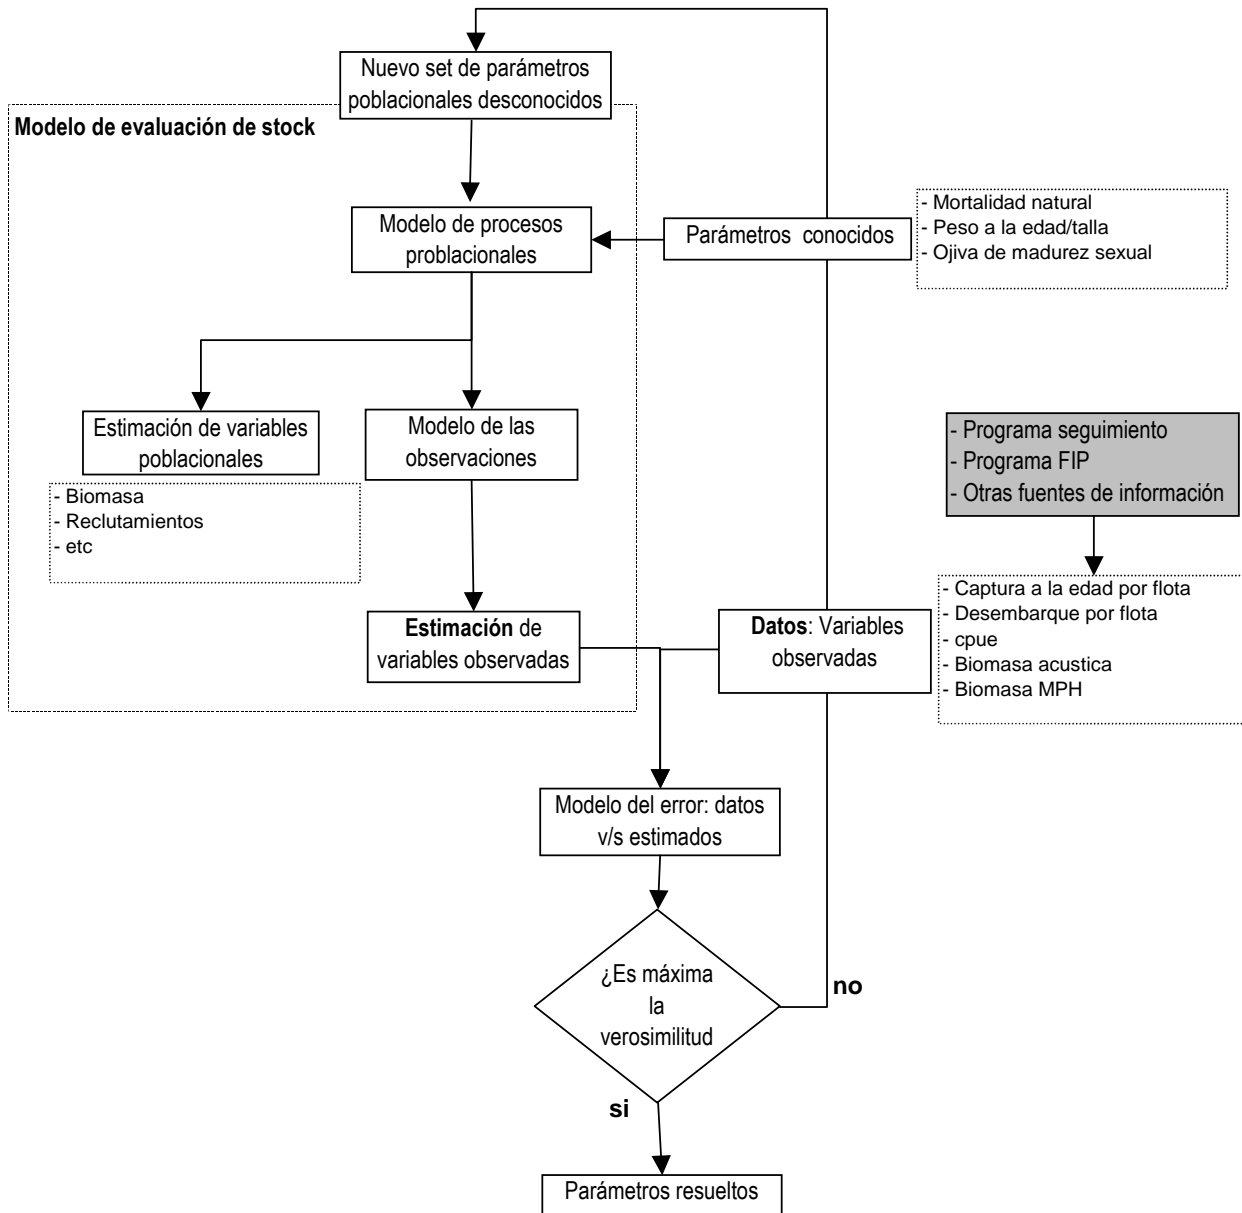 Nuevo set de parámetros
poblacionales desconocidos
Modelo de evaluación de stock
Modelo de procesos
problacionales
Parámetros conocidos
- Mortalidad natural
- Peso a la edad/talla
- Ojiva de madurez sexual
Estimación de variables
poblacionales
- Biomasa
- Reclutamientos
- etc
Modelo de las
observaciones
- Programa seguimiento
- Programa FIP
- Otras fuentes de información
Estimación de
variables observadas
Datos: Variables
observadas
- Captura a la edad por flota
- Desembarque por flota
- cpue
- Biomasa acustica
- Biomasa MPH
Modelo del error: datos
v/s estimados
¿Es máxima
la
verosimilitud
no
si
Parámetros resueltos